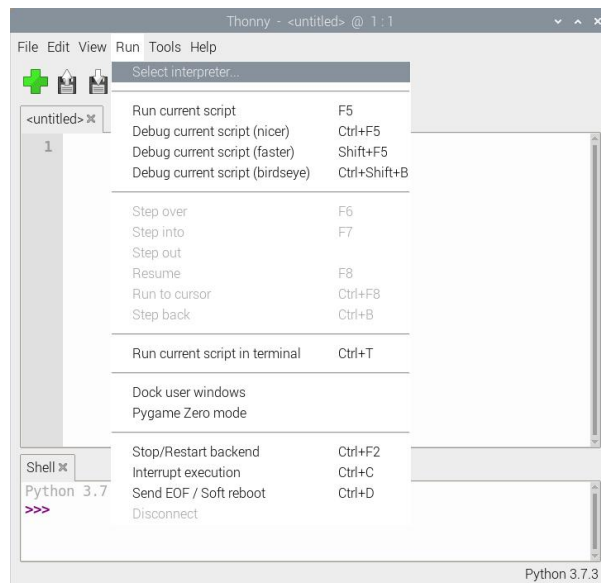 Thonny - <untitled> @ 1:1
File Edit View Run Tools Help
Select interpreter...
<untitled>
Run current script F5
Debug current script (nicer) Ctrl+F5
1
Debug current script (faster) Shift+F5
Debug current script (birdseye) Ctrl+Shift+B
Step over F6
Step into F7
Step out
Resume F8
Run to cursor Ctrl+F8
Step back Ctrl+B
Run current script in terminal Ctrl+T
Dock user windows
Pygame Zero mode
Stop/Restart backend Ctrl+F2
Shell
Interrupt execution Ctrl+C
Python 3.7
Send EOF / Soft reboot Ctrl+D
>>>
Disconnect
Python 3.7.3